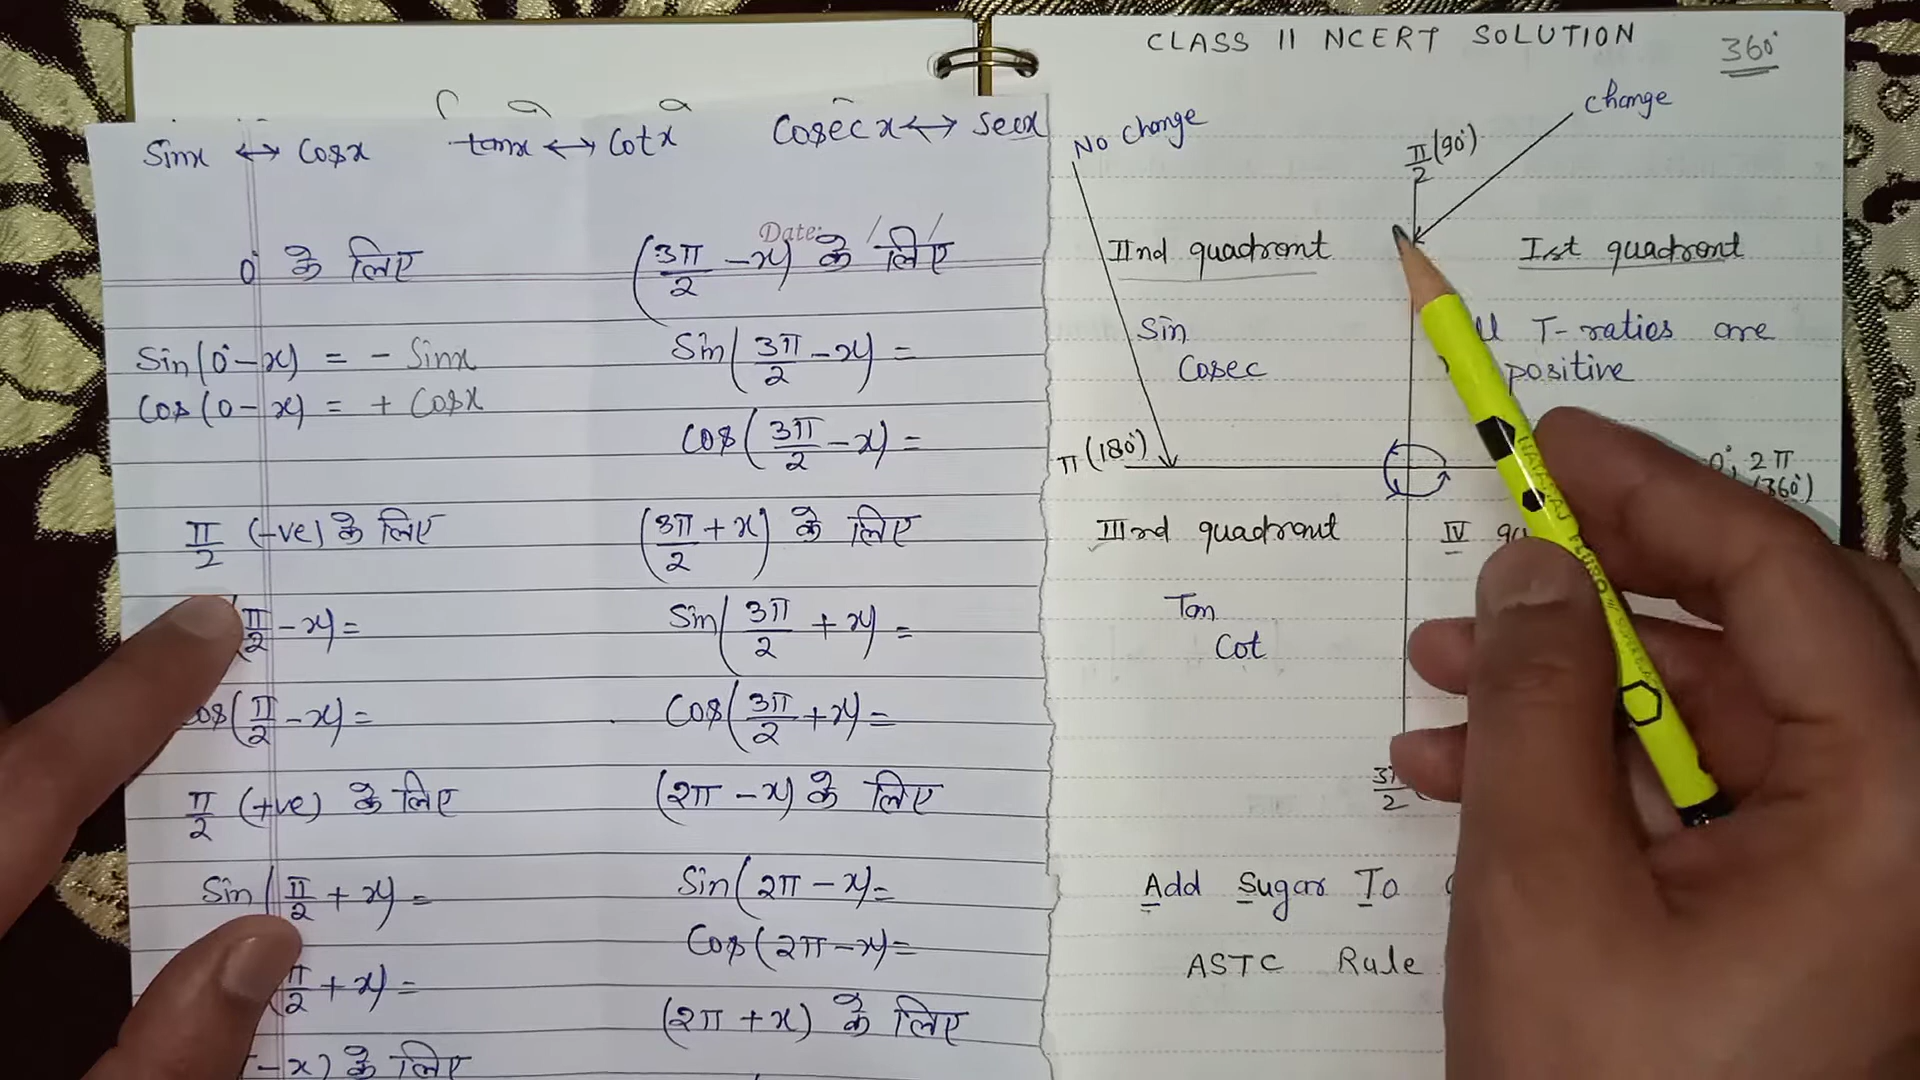 Sinx ↔ Cosx tanx ↔ Cotx Cosecx ↔ secx
0° के लिए
Sin(0°-x) = - Sinx
Cos(0-x) = + Cosx
π/2 (-ve) के लिए
(π/2 - x) =
Cos(π/2 - x) =
π/2 (+ve) के लिए
Sin(π/2 + x) =
(π/2 + x) =
-x) के लिए
Date:
(3π/2 - x) के लिए
Sin(3π/2 - x) =
Cos(3π/2 - x) =
(3π/2 + x) के लिए
Sin(3π/2 + x) =
Cos(3π/2 + x) =
(2π - x) के लिए
Sin(2π - x) =
Cos(2π - x) =
(2π + x) के लिए
CLASS 11 NCERT SOLUTION
360°
No change
change
π/2 (90°)
IInd quadrant
Ist quadrant
Sin
Cosec
T-ratios are
positive
π (180°)
0°, 2π
(360°)
IIIrd quadrant
IV
Tan
Cot
3π/2
Add Sugar To
ASTC Rule
NATARAJ